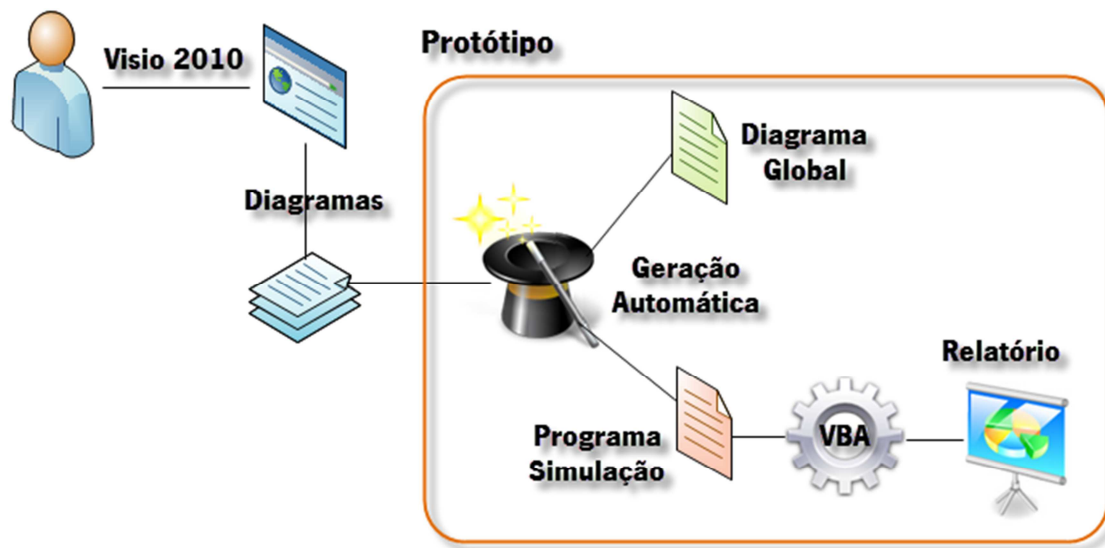 Protótipo
Visio 2010
Diagrama
Global
Diagramas
Geração
Automática
Relatório
Programa
Simulação
VBA